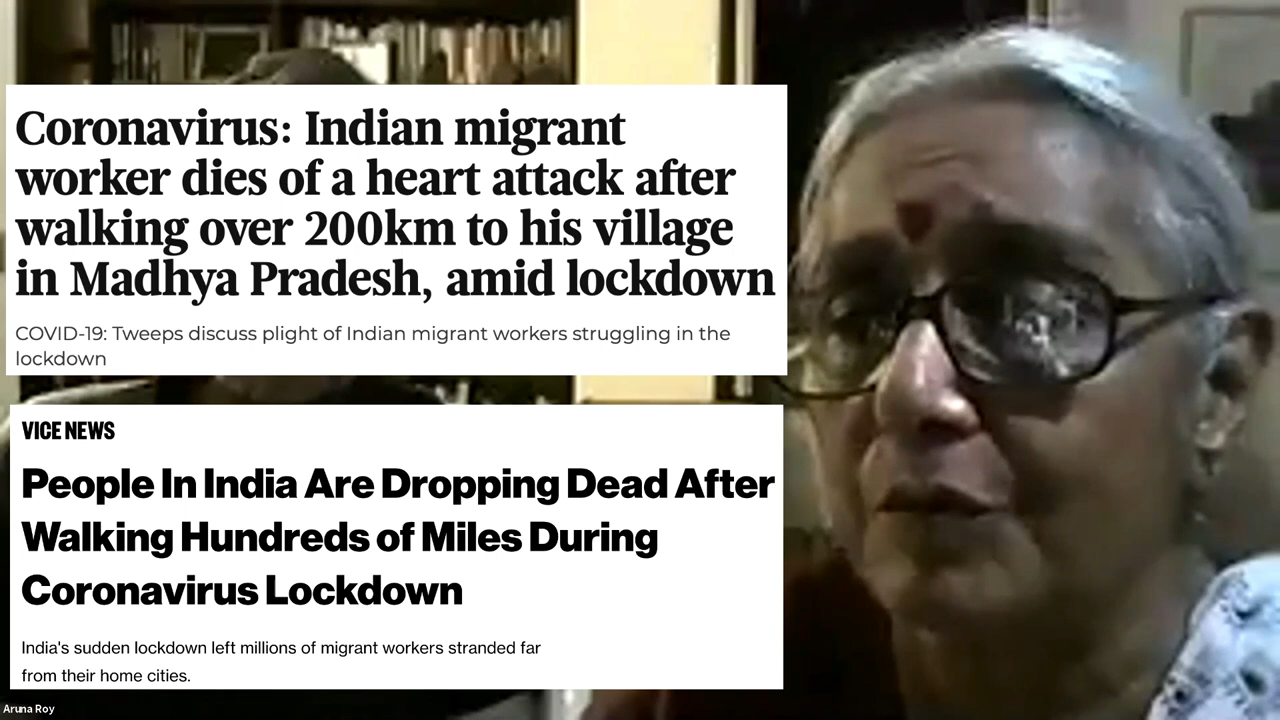 Coronavirus: Indian migrant
worker dies of a heart attack after
walking over 200km to his village
in Madhya Pradesh, amid lockdown
COVID-19: Tweeps discuss plight of Indian migrant workers struggling in the
lockdown
VICE NEWS
People In India Are Dropping Dead After
Walking Hundreds of Miles During
Coronavirus Lockdown
India's sudden lockdown left millions of migrant workers stranded far
from their home cities.
Aruna Roy